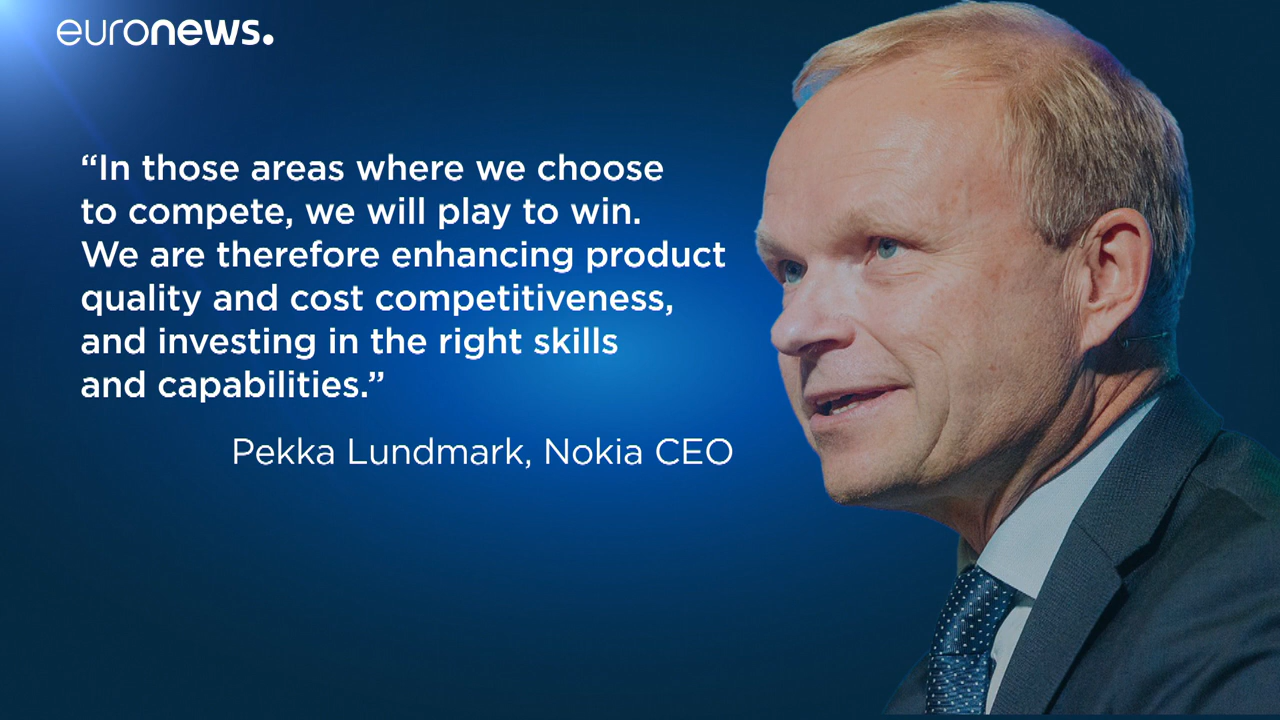 euronews.
“In those areas where we choose
to compete, we will play to win.
We are therefore enhancing product
quality and cost competitiveness,
and investing in the right skills
and capabilities.”
Pekka Lundmark, Nokia CEO